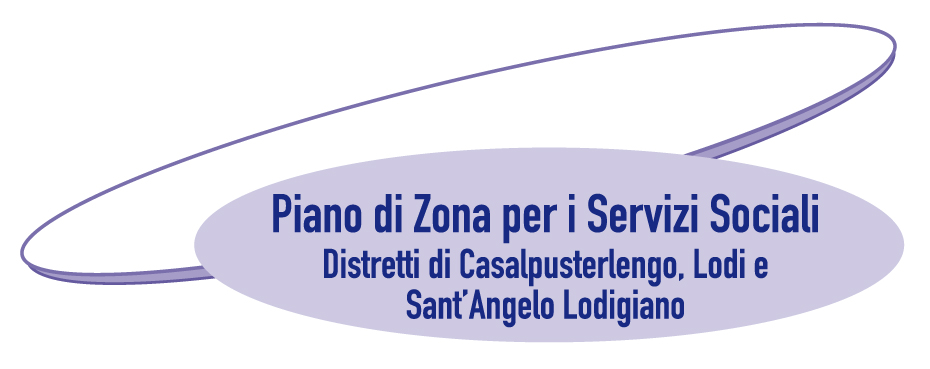 Piano di Zona per i Servizi Sociali
Distretti di Casalpusterlengo, Lodi e
Sant'Angelo Lodigiano